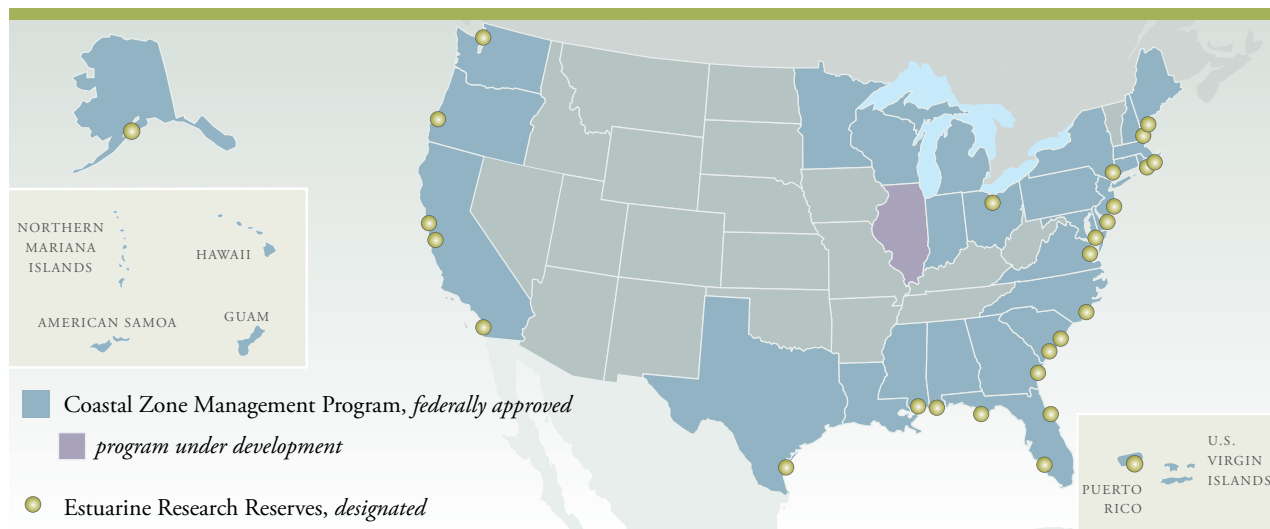 NORTHERN
MARIANA
ISLANDS
HAWAII
AMERICAN SAMOA
GUAM
Coastal Zone Management Program, federally approved
program under development
Estuarine Research Reserves, designated
PUERTO
RICO
U.S.
VIRGIN
ISLANDS